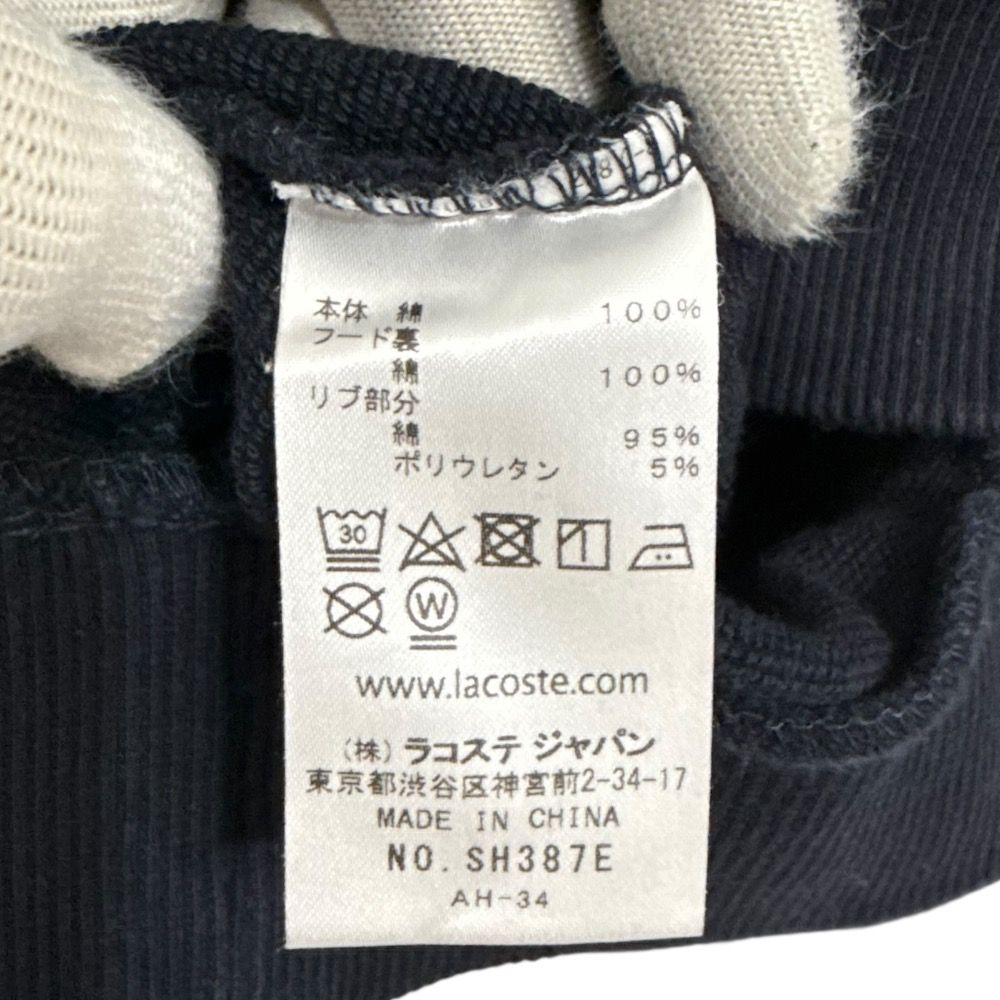 本体 綿 100%
フード裏
綿 100%
リブ部分
綿 95%
ポリウレタン 5%
30
W
www.lacoste.com
(株) ラコステ ジャパン
東京都渋谷区神宮前2-34-17
MADE IN CHINA
NO. SH387E
AH-34